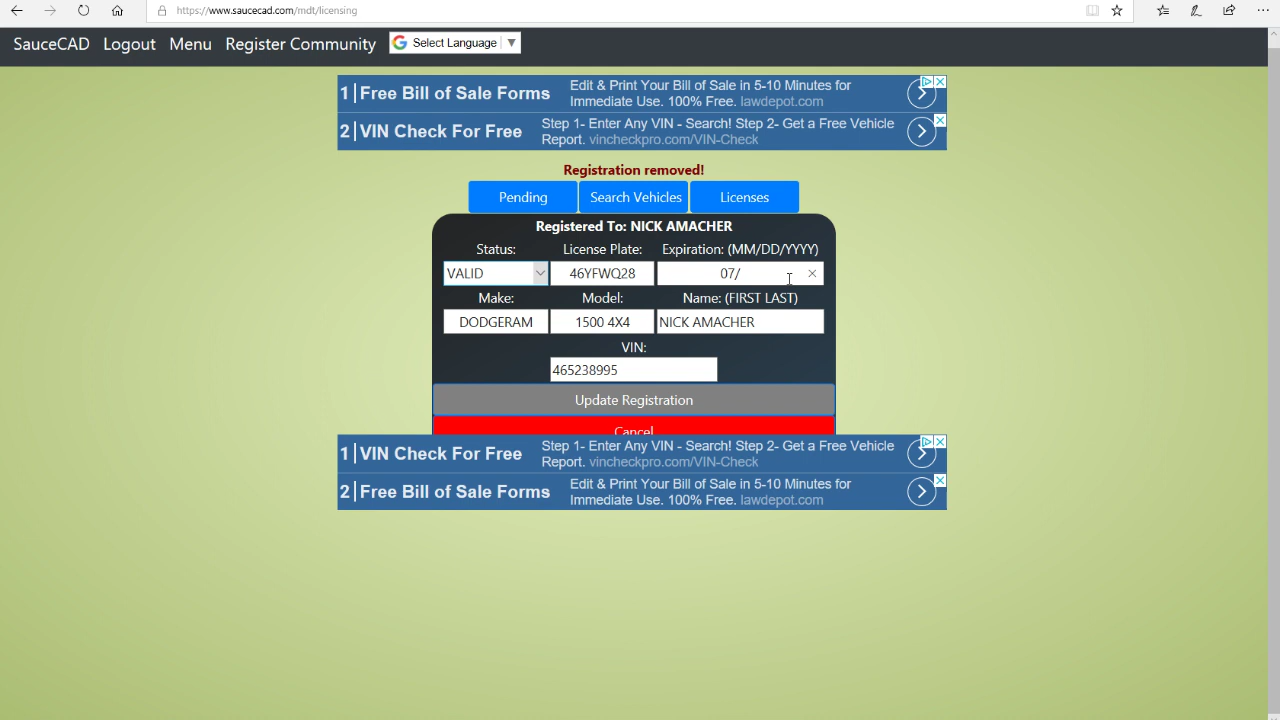 https://www.saucecad.com/mdt/licensing
SauceCAD Logout Menu Register Community Select Language ▼
1 Free Bill of Sale Forms
Edit & Print Your Bill of Sale in 5-10 Minutes for
Immediate Use. 100% Free. lawdepot.com
2 VIN Check For Free
Step 1- Enter Any VIN - Search! Step 2- Get a Free Vehicle
Report. vincheckpro.com/VIN-Check
Registration removed!
Pending Search Vehicles Licenses
Registered To: NICK AMACHER
Status: License Plate: Expiration: (MM/DD/YYYY)
VALID 46YFWQ28 07/
Make: Model: Name: (FIRST LAST)
DODGERAM 1500 4X4 NICK AMACHER
VIN:
465238995
Update Registration
Cancel
1 VIN Check For Free
Step 1- Enter Any VIN - Search! Step 2- Get a Free Vehicle
Report. vincheckpro.com/VIN-Check
2 Free Bill of Sale Forms
Edit & Print Your Bill of Sale in 5-10 Minutes for
Immediate Use. 100% Free. lawdepot.com